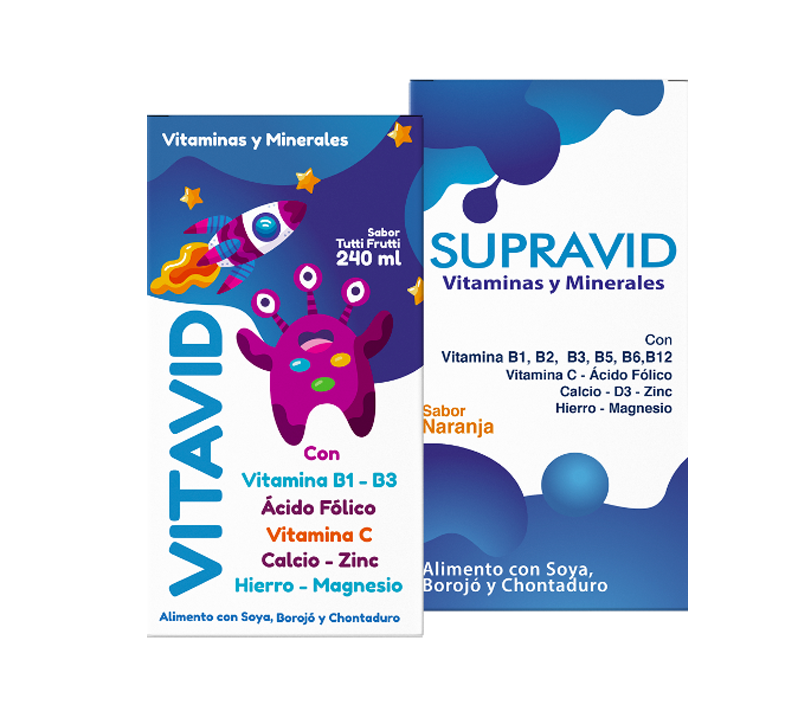 Vitaminas y Minerales
Sabor
Tutti Frutti
240 ml
VITAVID
Con
Vitamina B1 - B3
Ácido Fólico
Vitamina C
Calcio - Zinc
Hierro - Magnesio
Alimento con Soya, Borojó y Chontaduro
SUPRAVID
Vitaminas y Minerales
Con
Vitamina B1, B2, B3, B5, B6,B12
Vitamina C - Ácido Fólico
Calcio - D3 - Zinc
Hierro - Magnesio
Sabor
Naranja
Alimento con Soya,
Borojó y Chontaduro